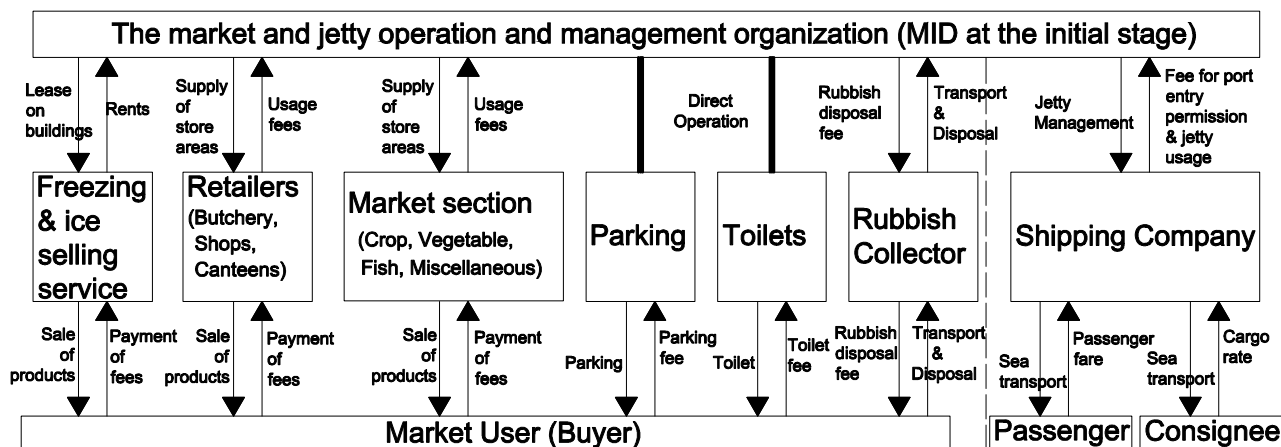 The market and jetty operation and management organization (MID at the initial stage)
Lease
on
buildings
Rents
Supply
of
store
areas
Usage
fees
Supply
of
store
areas
Usage
fees
Direct
Operation
Rubbish
disposal
fee
Transport
&
Disposal
Jetty
Management
Fee for port
entry
permission
& jetty
usage
Freezing
& ice
selling
service
Retailers
(Butchery,
Shops,
Canteens)
Market section
(Crop, Vegetable,
Fish, Miscellaneous)
Parking
Toilets
Rubbish
Collector
Shipping Company
Sale
of
products
Payment
of
fees
Sale
of
products
Payment
of
fees
Sale
of
products
Payment
of
fees
Parking
Parking
fee
Toilet
Toilet
fee
Rubbish
disposal
fee
Transport
&
Disposal
Sea
transport
Passenger
fare
Sea
transport
Cargo
rate
Market User (Buyer)
Passenger
Consignee